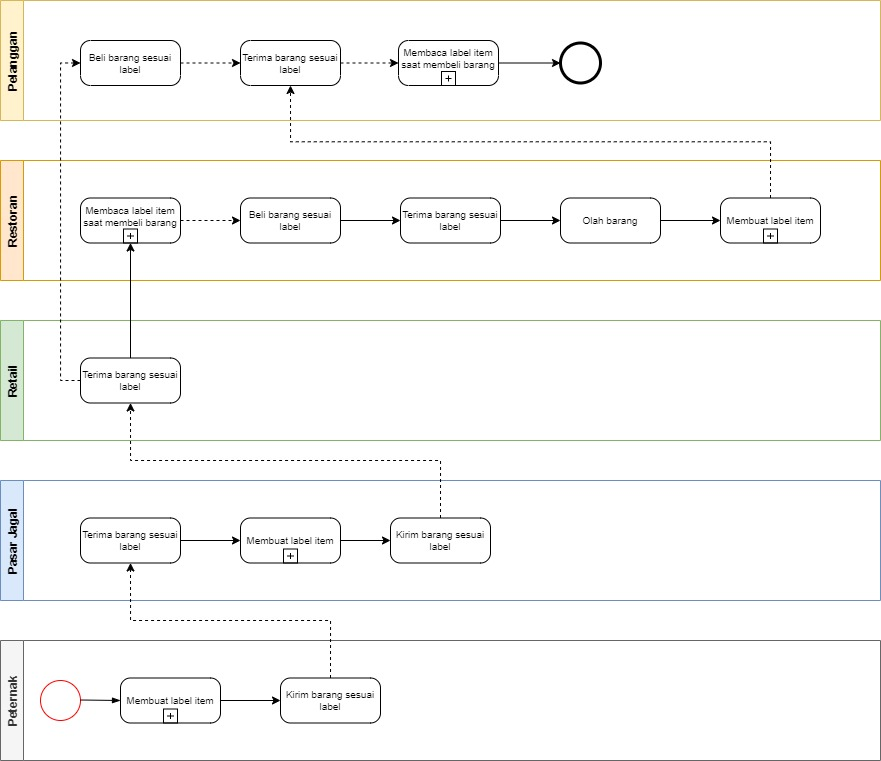 Pelanggan
Beli barang sesuai
label
Terima barang sesuai
label
Membaca label item
saat membeli barang
Restoran
Membaca label item
saat membeli barang
Beli barang sesuai
label
Terima barang sesuai
label
Olah barang
Membuat label item
Retail
Terima barang sesuai
label
Pasar Jagal
Terima barang sesuai
label
Membuat label item
Kirim barang sesuai
label
Peternak
Membuat label item
Kirim barang sesuai
label